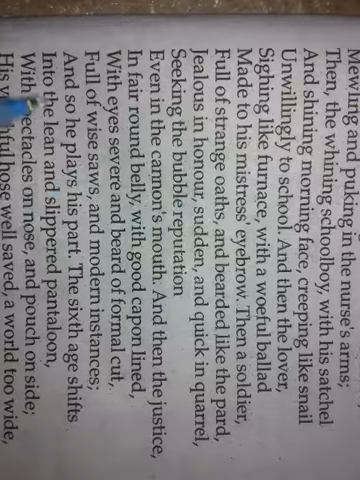 Mewling and puking in the nurse's arms;
Then, the whining schoolboy, with his satchel
And shining morning face, creeping like snail
Unwillingly to school. And then the lover,
Sighing like furnace, with a woeful ballad
Made to his mistress' eyebrow. Then a soldier,
Full of strange oaths, and bearded like the pard,
Jealous in honour, sudden, and quick in quarrel,
Seeking the bubble reputation
Even in the cannon's mouth. And then the justice,
In fair round belly, with good capon lined,
With eyes severe and beard of formal cut,
Full of wise saws, and modern instances;
And so he plays his part. The sixth age shifts
Into the lean and slippered pantaloon,
With spectacles on nose, and pouch on side;
His hose well saved, a world too wide,